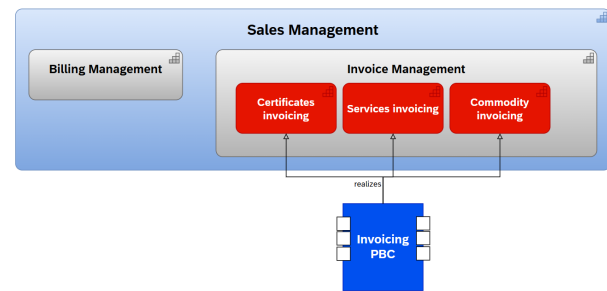 Sales Management
Billing Management
Invoice Management
Certificates
invoicing
Services invoicing
Commodity
invoicing
realizes
Invoicing
PBC